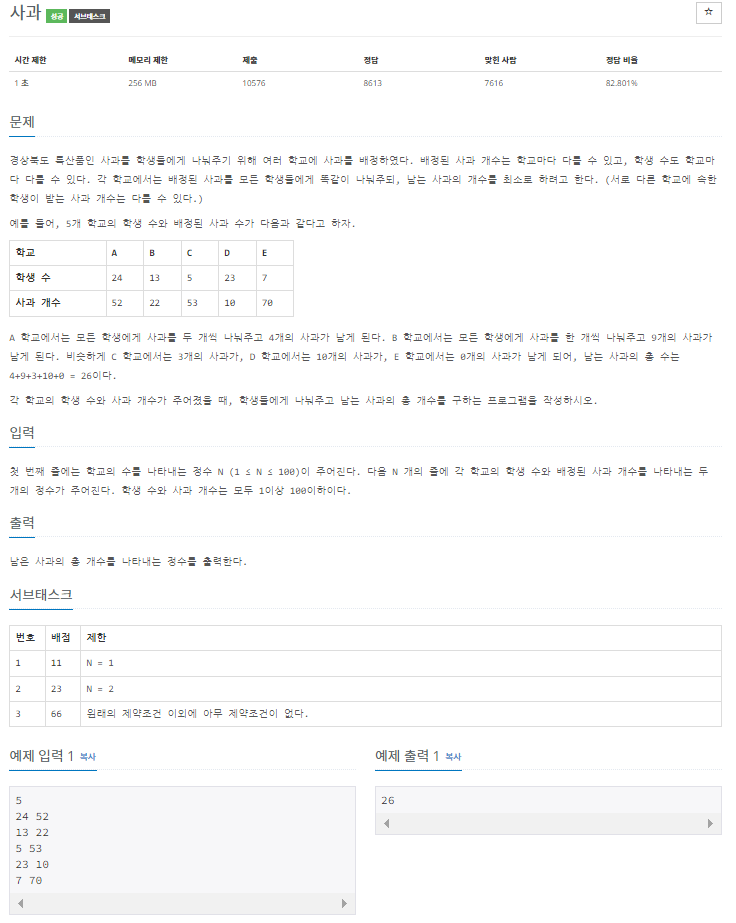 사과 성공 서브태스크 ☆
시간 제한 메모리 제한 제출 정답 맞힌 사람 정답 비율
1 초 256 MB 10576 8613 7616 82.801%
문제
경상북도 특산품인 사과를 학생들에게 나눠주기 위해 여러 학교에 사과를 배정하였다. 배정된 사과 개수는 학교마다 다를 수 있고, 학생 수도 학교마
다 다를 수 있다. 각 학교에서는 배정된 사과를 모든 학생들에게 똑같이 나눠주되, 남는 사과의 개수를 최소로 하려고 한다. (서로 다른 학교에 속한
학생이 받는 사과 개수는 다를 수 있다.)
예를 들어, 5개 학교의 학생 수와 배정된 사과 수가 다음과 같다고 하자.
학교 A B C D E
학생 수 24 13 5 23 7
사과 개수 52 22 53 10 70
A 학교에서는 모든 학생에게 사과를 두 개씩 나눠주고 4개의 사과가 남게 된다. B 학교에서는 모든 학생에게 사과를 한 개씩 나눠주고 9개의 사과가
남게 된다. 비슷하게 C 학교에서는 3개의 사과가, D 학교에서는 10개의 사과가, E 학교에서는 0개의 사과가 남게 되어, 남는 사과의 총 수는
4+9+3+10+0 = 26이다.
각 학교의 학생 수와 사과 개수가 주어졌을 때, 학생들에게 나눠주고 남는 사과의 총 개수를 구하는 프로그램을 작성하시오.
입력
첫 번째 줄에는 학교의 수를 나타내는 정수 N (1 ≤ N ≤ 100)이 주어진다. 다음 N 개의 줄에 각 학교의 학생 수와 배정된 사과 개수를 나타내는 두
개의 정수가 주어진다. 학생 수와 사과 개수는 모두 1이상 100이하이다.
출력
남은 사과의 총 개수를 나타내는 정수를 출력한다.
서브태스크
번호 배점 제한
1 11 N = 1
2 23 N = 2
3 66 원래의 제약조건 이외에 아무 제약조건이 없다.
예제 입력 1 복사
5
24 52
13 22
5 53
23 10
7 70
예제 출력 1 복사
26